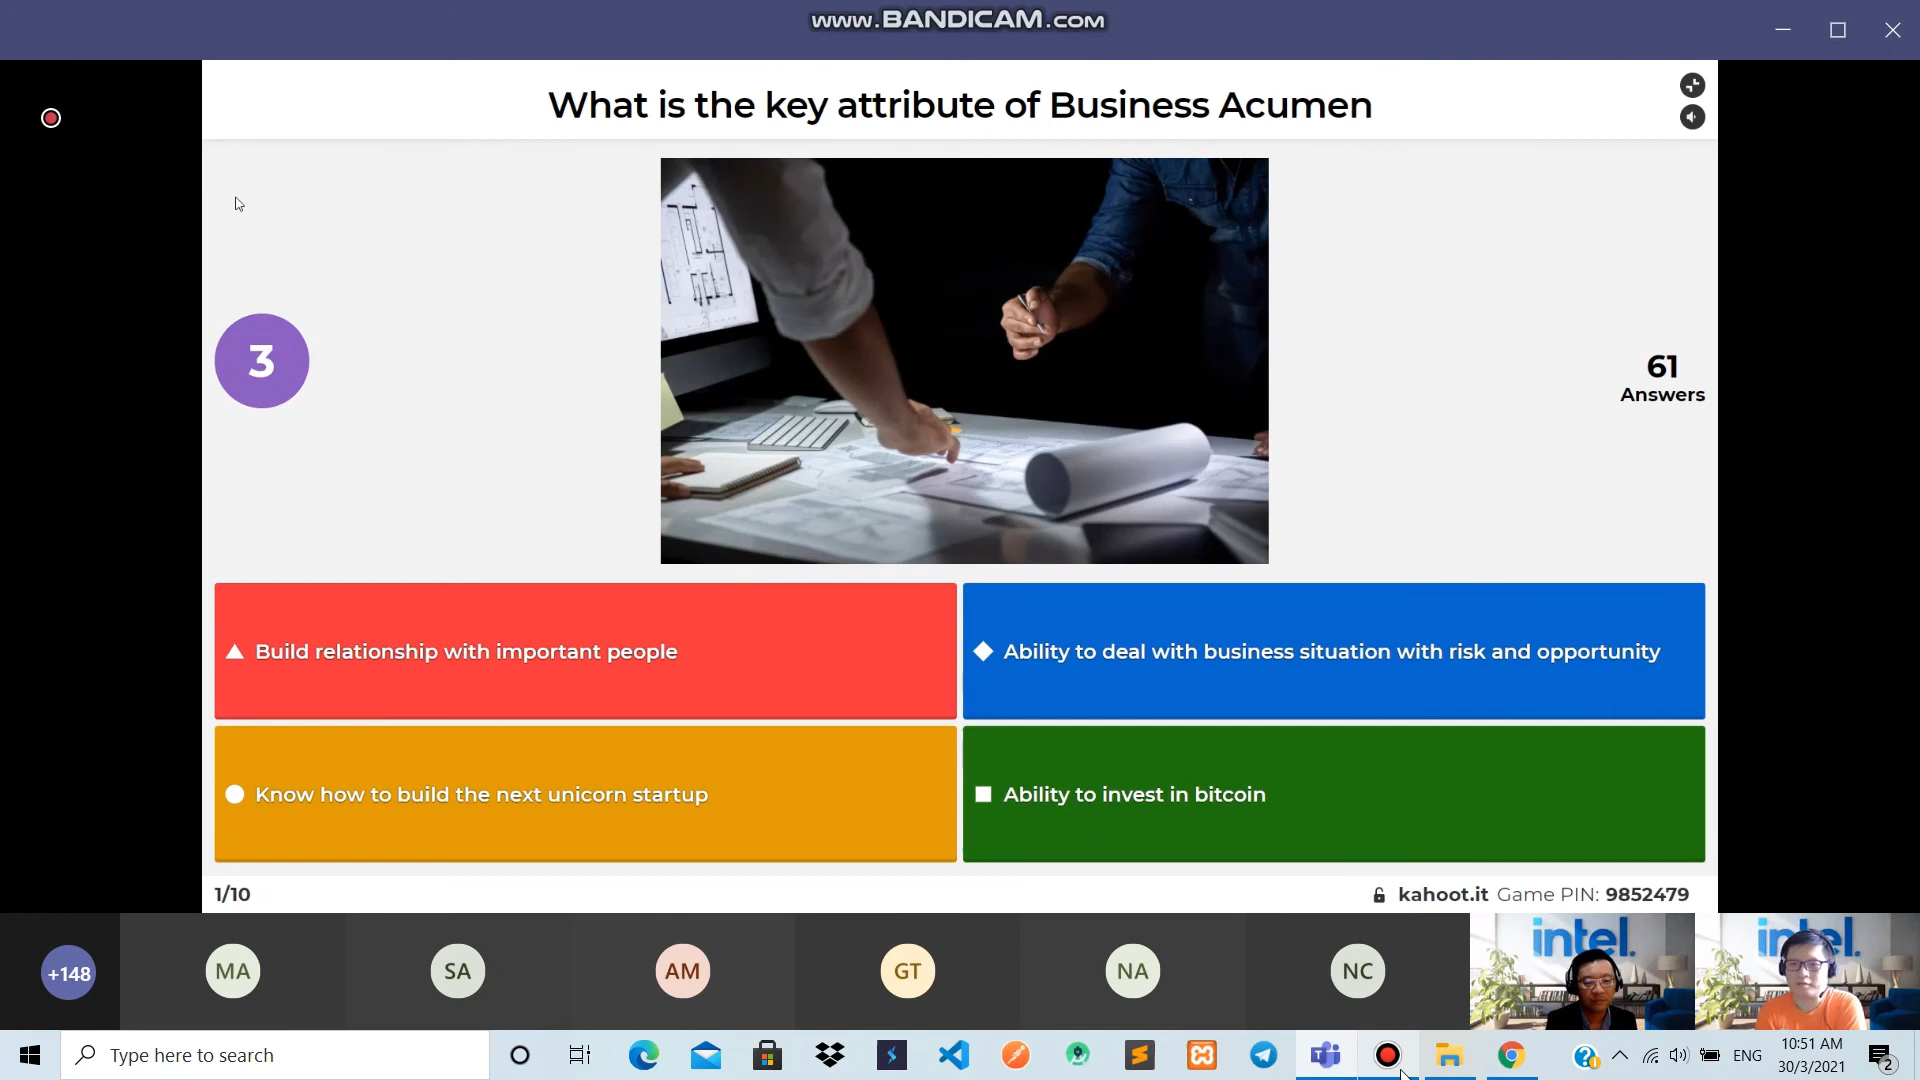 www.BANDICAM.COM
What is the key attribute of Business Acumen
3
61
Answers
Build relationship with important people
Ability to deal with business situation with risk and opportunity
Know how to build the next unicorn startup
Ability to invest in bitcoin
1/10
kahoot.it Game PIN: 9852479
+148
MA
SA
AM
GT
NA
NC
intel.
intel.
Type here to search
ENG
10:51 AM
30/3/2021
2